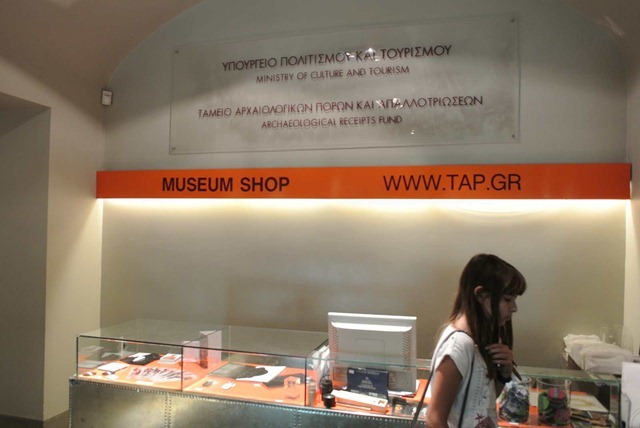 ΥΠΟΥΡΓΕΙΟ ΠΟΛΙΤΙΣΜΟΥ ΚΑΙ ΤΟΥΡΙΣΜΟΥ
MINISTRY OF CULTURE AND TOURISM
ΤΑΜΕΙΟ ΑΡΧΑΙΟΛΟΓΙΚΩΝ ΠΟΡΩΝ ΚΑΙ ΑΠΑΛΛΟΤΡΙΩΣΕΩΝ
ARCHAEOLOGICAL RECEIPTS FUND
MUSEUM SHOP WWW.TAP.GR